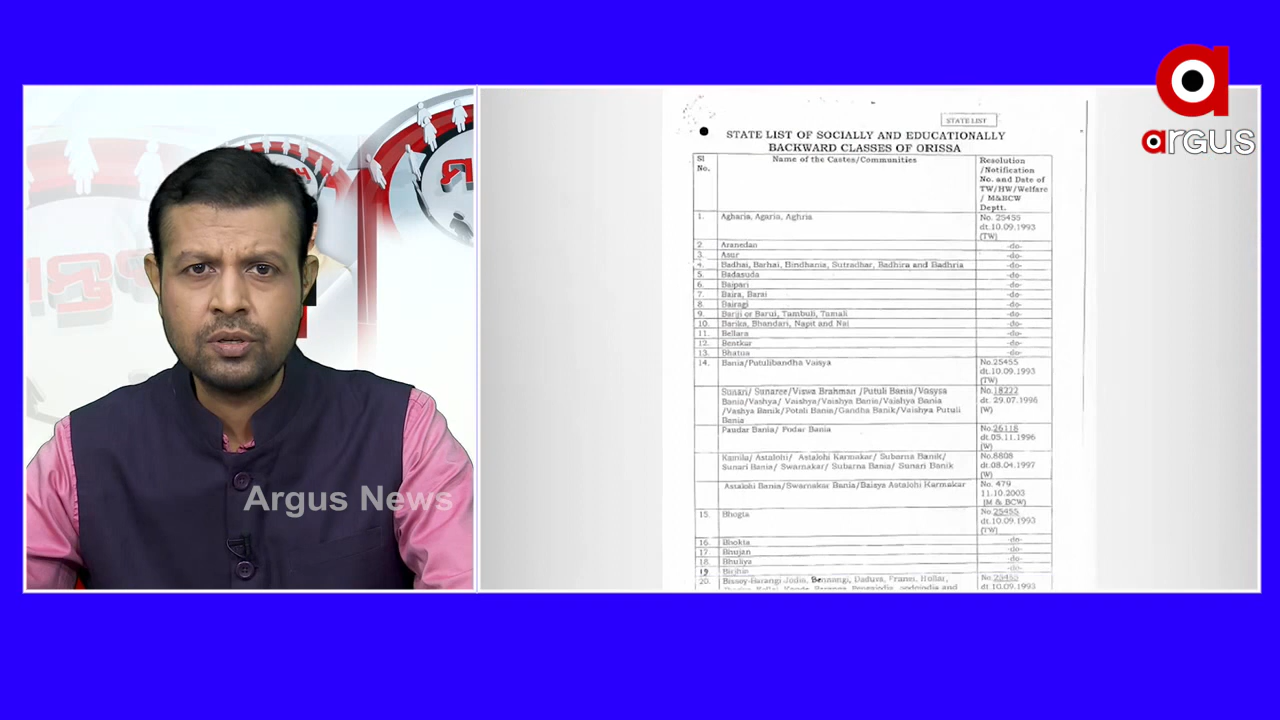 argus
Argus News
STATE LIST
STATE LIST OF SOCIALLY AND EDUCATIONALLY
BACKWARD CLASSES OF ORISSA
Sl No.
Name of the Castes/Communities
Resolution
/Notification
No. and Date of
TW/HW/Welfare
/ M&BCW
Deptt.
1. Agharia, Agaria, Aghria No. 25455
dt.10.09.1993
(TW)
2. Aranedan -do-
3. Asur -do-
4. Badhai, Barhai, Bindhania, Sutradhar, Badhira and Badhria -do-
5. Badasuda -do-
6. Baipari -do-
7. Baira, Barai -do-
8. Bairagi -do-
9. Bariji or Barui, Tambuli, Tamali -do-
10. Barika, Bhandari, Napit and Nai -do-
11. Bellara -do-
12. Bentkar -do-
13. Bhatua -do-
14. Bania/Putulibandha Vaisya No.25455
dt.10.09.1993
(TW)
Sunari/ Sunaree/Viswa Brahman /Putuli Bania/Vasysa No.18222
Bania/Vashya/ Vaishya/Vaishya Bania/Vaishya Bania dt. 29.07.1996
/Vashya Banik/Potali Bania/Gandha Banik/Vaishya Putuli (W)
Bania
Paudar Bania/ Podar Bania No.26118
dt.05.11.1996
(W)
Kamila/ Astalohi/ Astalohi Karmakar/ Subarna Banik/ No.8808
Sunari Bania/ Swarnakar/ Subarna Bania/ Sunari Banik dt.08.04.1997
(W)
Astalohi Bania/Swarnakar Bania/Baisya Astalohi Karmakar No. 479
11.10.2003
(M & BCW)
15. Bhogta No.25455
dt.10.09.1993
(TW)
16. Bhokta -do-
17. Bhujan -do-
18. Bhuliya -do-
19. -do-
20. No.25455
dt.10.09.1993